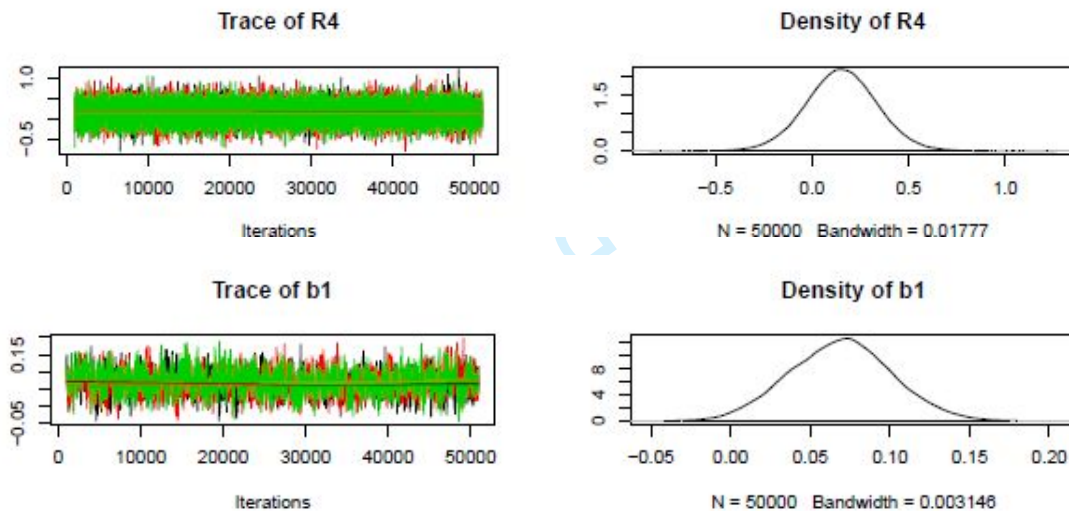 Trace of R4
Density of R4
1.0
-0.5
0 10000 20000 30000 40000 50000
Iterations
1.5
0.0
-0.5 0.0 0.5 1.0
N = 50000 Bandwidth = 0.01777
Trace of b1
Density of b1
0.15
-0.05
0 10000 20000 30000 40000 50000
Iterations
8
4
0
-0.05 0.00 0.05 0.10 0.15 0.20
N = 50000 Bandwidth = 0.003146